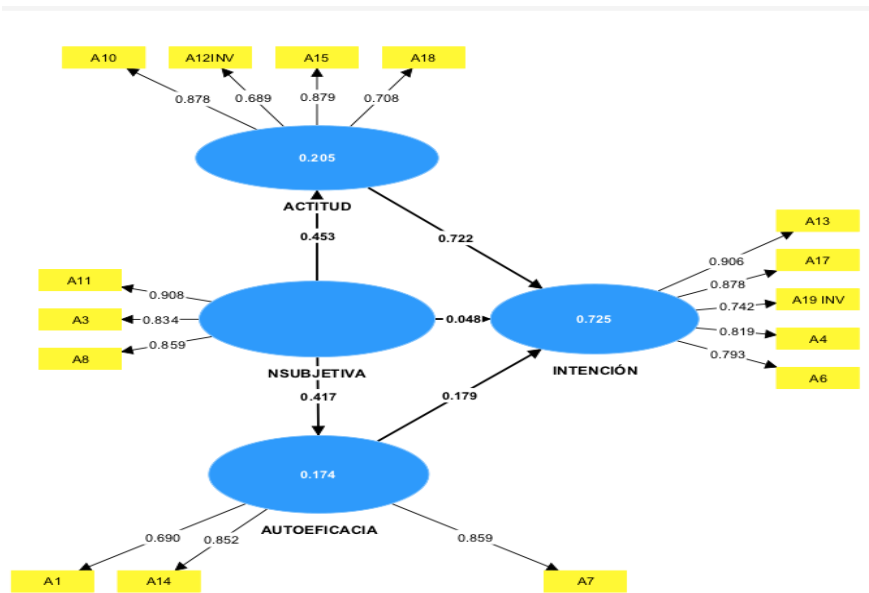 A10
A12INV
A15
A18
0.878
0.689
0.879
0.708
0.205
ACTITUD
0.453
0.722
A11
A3
A8
0.908
0.834
0.859
NSUBJETIVA
0.048
0.725
INTENCIÓN
A13
A17
A19 INV
A4
A6
0.906
0.878
0.742
0.819
0.793
0.417
0.179
0.174
AUTOEFICACIA
0.690
0.852
0.859
A1
A14
A7